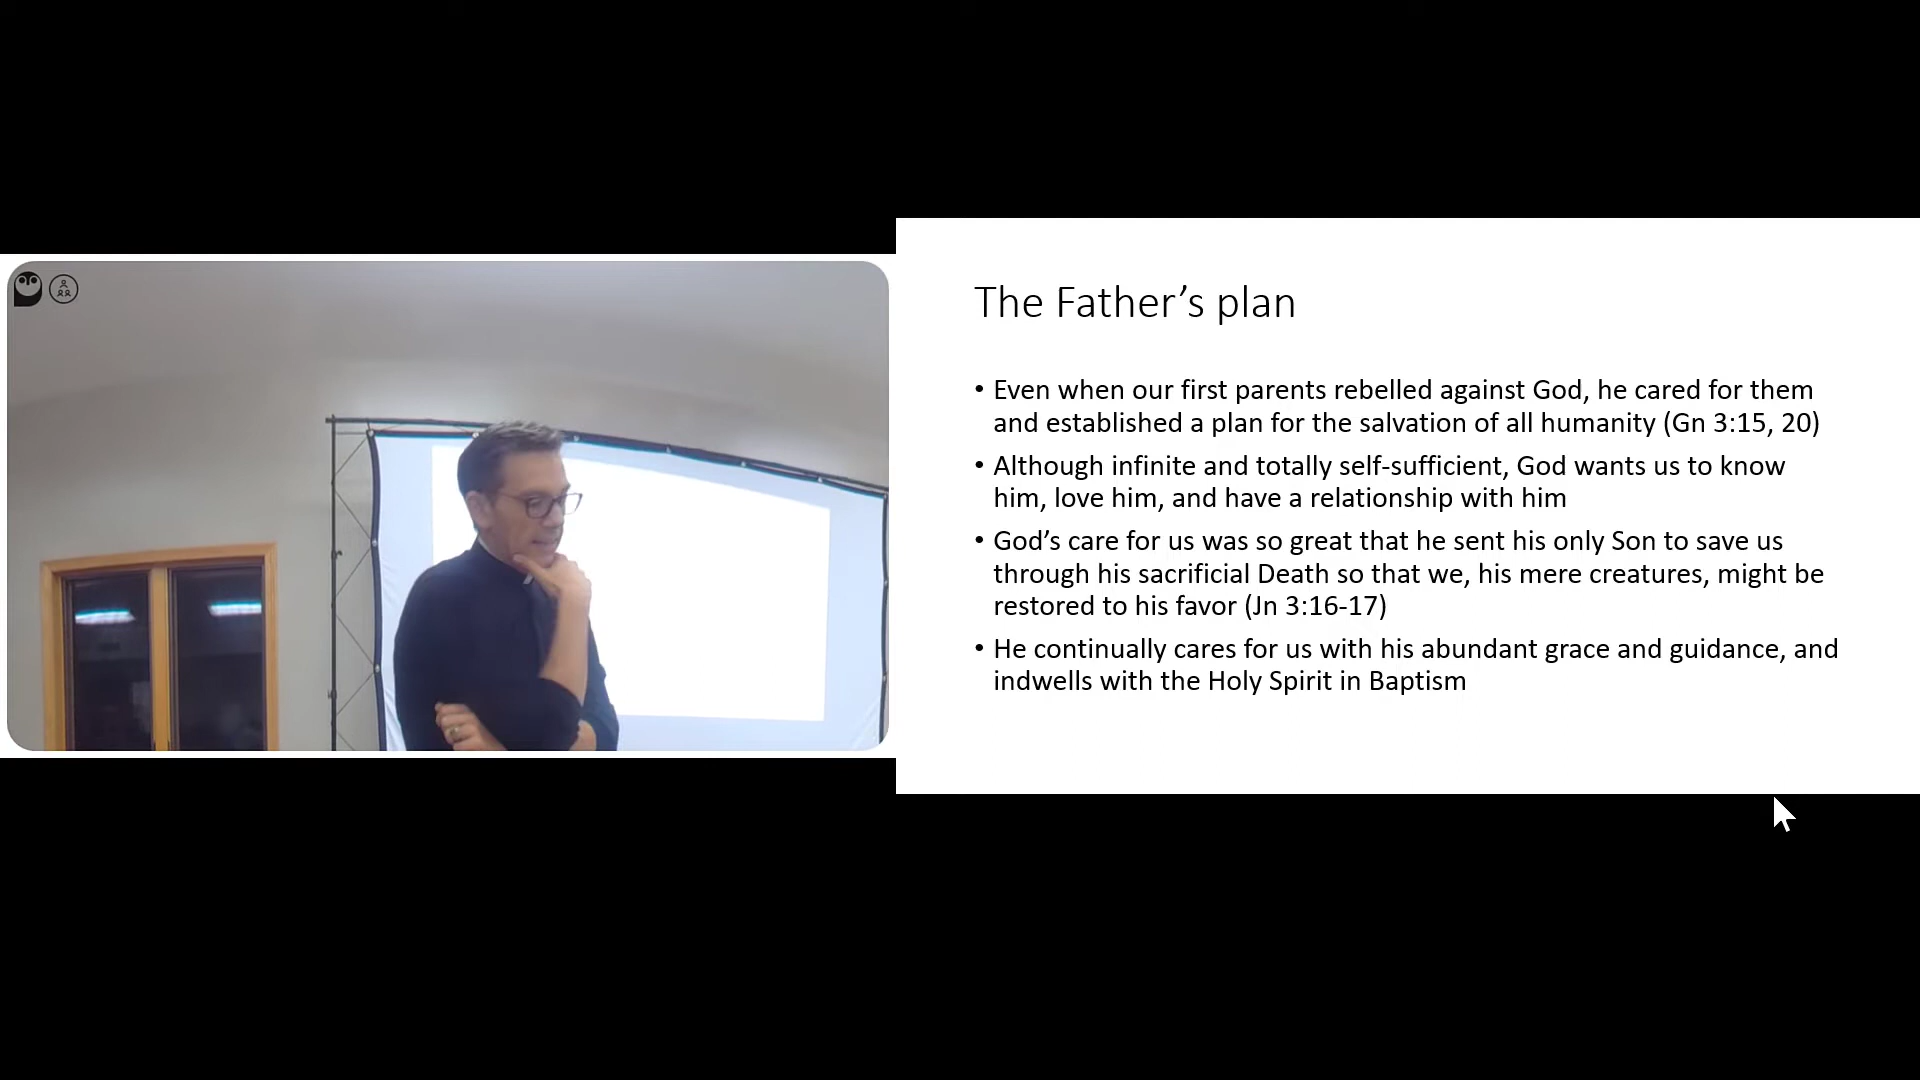 The Father’s plan
• Even when our first parents rebelled against God, he cared for them
and established a plan for the salvation of all humanity (Gn 3:15, 20)
• Although infinite and totally self-sufficient, God wants us to know
him, love him, and have a relationship with him
• God’s care for us was so great that he sent his only Son to save us
through his sacrificial Death so that we, his mere creatures, might be
restored to his favor (Jn 3:16-17)
• He continually cares for us with his abundant grace and guidance, and
indwells with the Holy Spirit in Baptism